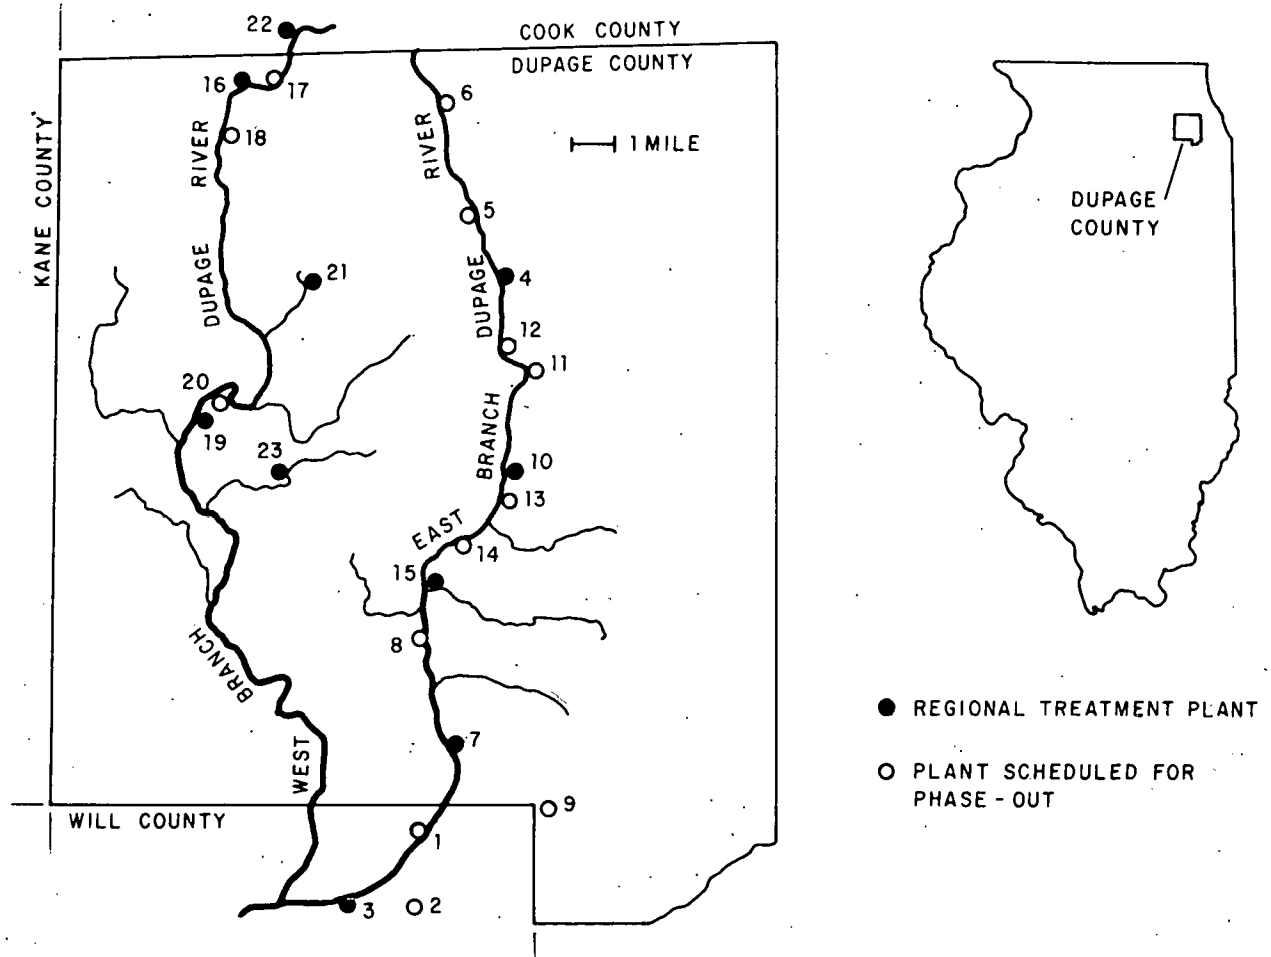 22
COOK COUNTY
DUPAGE COUNTY
16
17
6
18
1 MILE
KANE COUNTY
RIVER
RIVER
5
DUPAGE
COUNTY
21
4
DUPAGE
DUPAGE
12
11
20
19
BRANCH
23
10
13
EAST
14
15
8
BRANCH
REGIONAL TREATMENT PLANT
7
WEST
PLANT SCHEDULED FOR
PHASE-OUT
9
WILL COUNTY
1
3
2